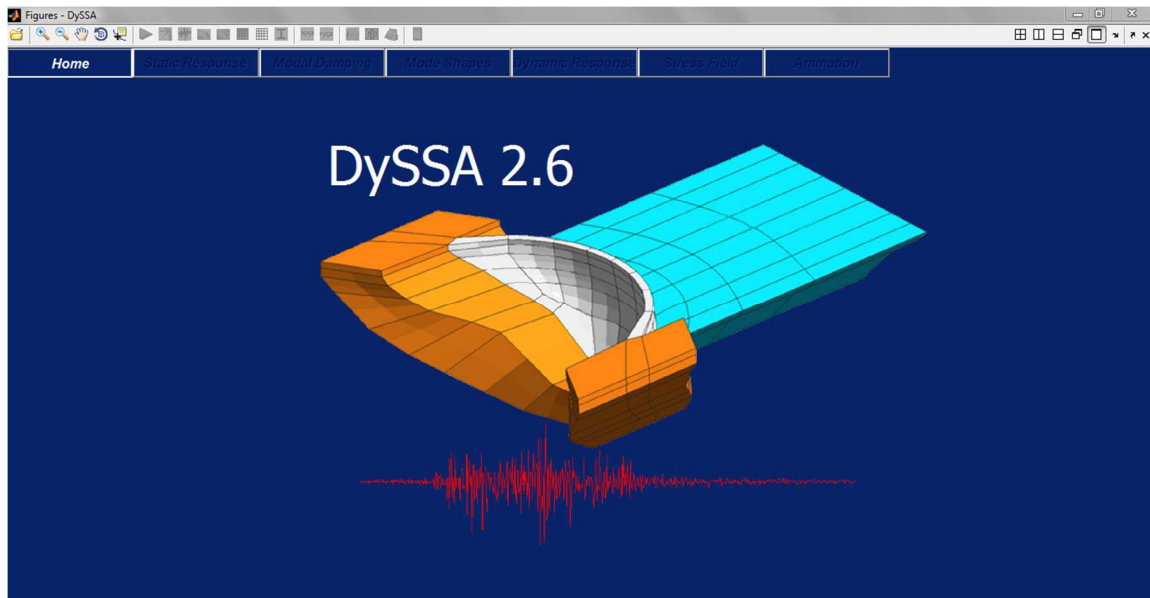 Figures - DySSA
Home Static Response Modal Damping Mode Shapes Dynamic Response Stress Field Animation
DySSA 2.6